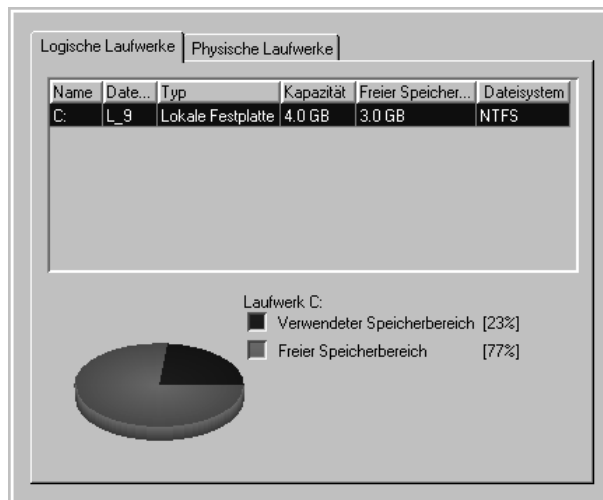 Logische Laufwerke Physische Laufwerke
Name Date... Typ Kapazität Freier Speicher... Dateisystem
C: L_9 Lokale Festplatte 4.0 GB 3.0 GB NTFS
Laufwerk C:
Verwendeter Speicherbereich [23%]
Freier Speicherbereich [77%]